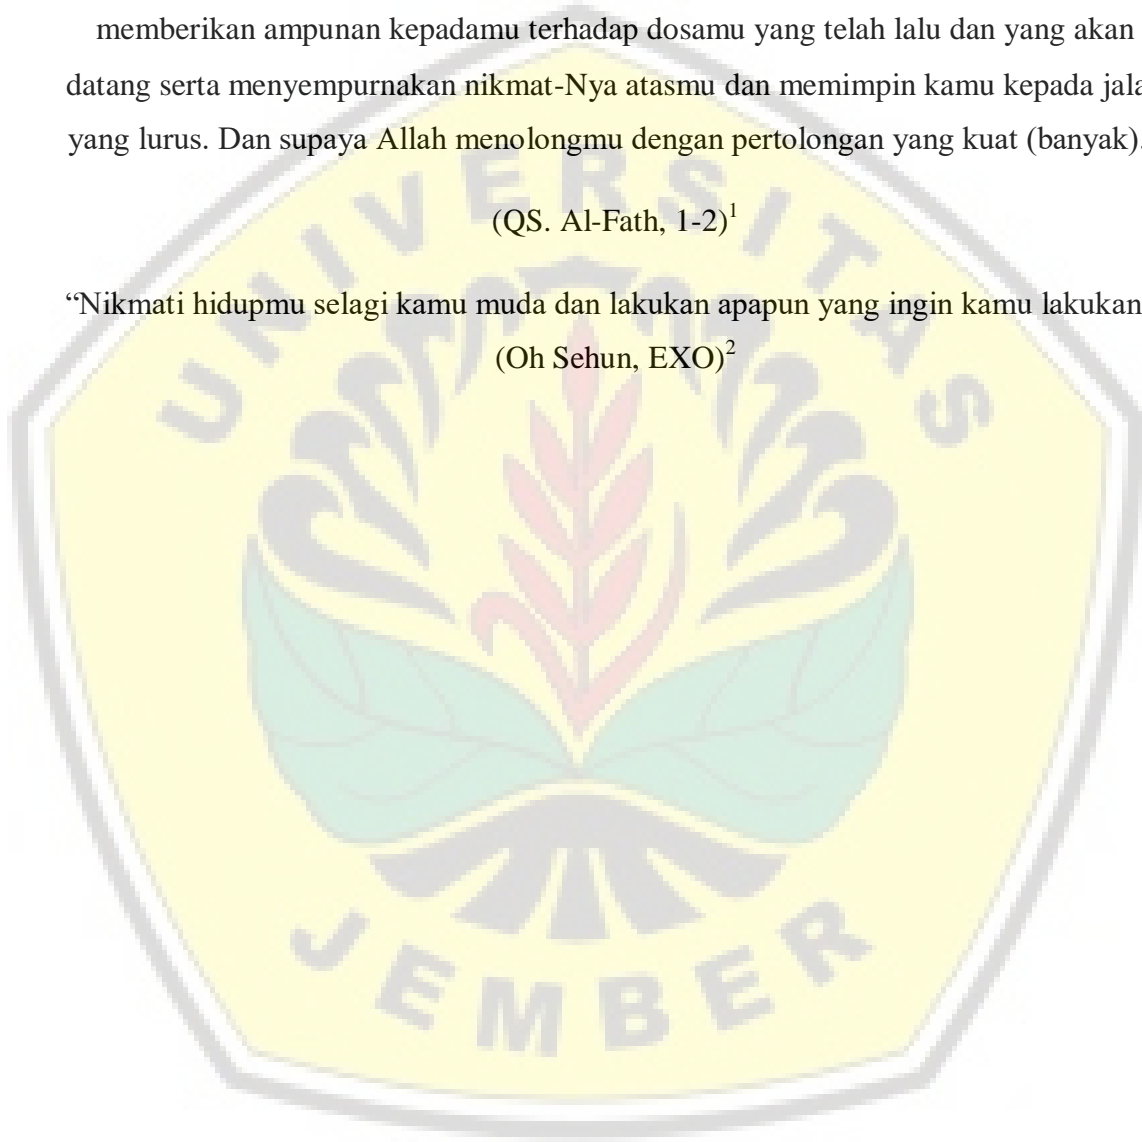 memberikan ampunan kepadamu terhadap dosamu yang telah lalu dan yang akan
datang serta menyempurnakan nikmat-Nya atasmu dan memimpin kamu kepada jala
yang lurus. Dan supaya Allah menolongmu dengan pertolongan yang kuat (banyak).
(QS. Al-Fath, 1-2)¹
“Nikmati hidupmu selagi kamu muda dan lakukan apapun yang ingin kamu lakukan
(Oh Sehun, EXO)²
UNIVERSITAS
JEMBER